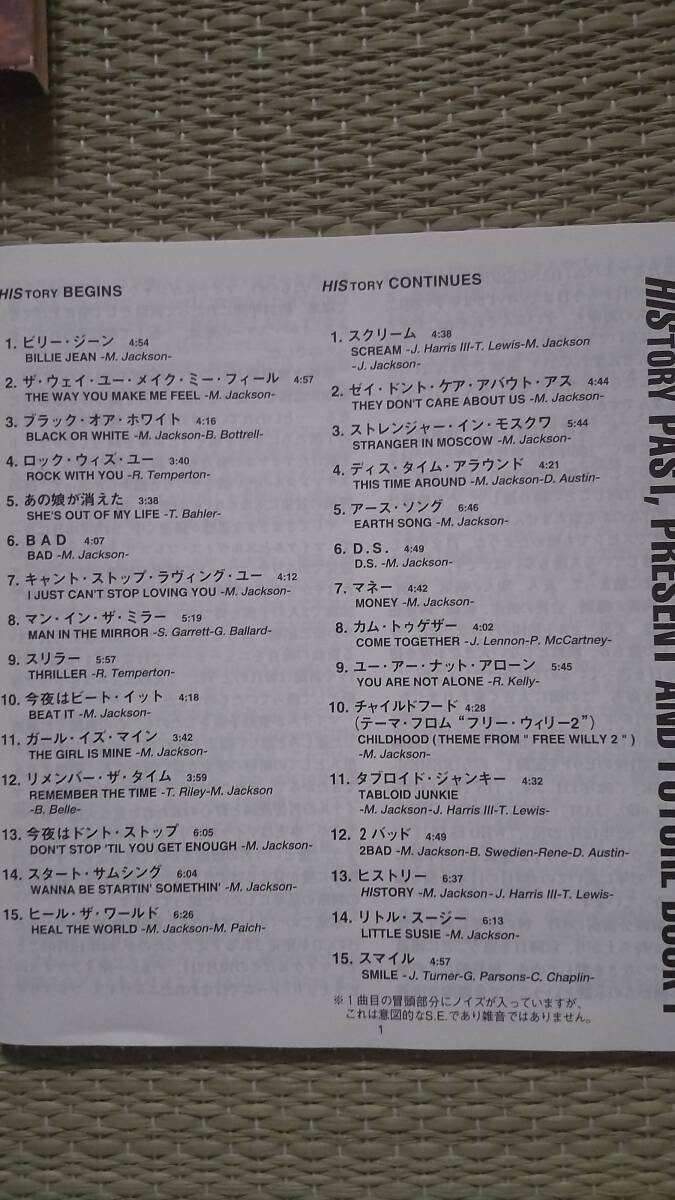 HISTORY BEGINS
1. ビリー・ジーン 4:54
BILLIE JEAN -M. Jackson-
2. ザ・ウェイ・ユー・メイク・ミー・フィール 4:57
THE WAY YOU MAKE ME FEEL -M. Jackson-
3. ブラック・オア・ホワイト 4:16
BLACK OR WHITE -M. Jackson-B. Bottrell-
4. ロック・ウィズ・ユー 3:40
ROCK WITH YOU -R. Temperton-
5. あの娘が消えた 3:38
SHE'S OUT OF MY LIFE -T. Bahler-
6. B A D 4:07
BAD -M. Jackson-
7. キャント・ストップ・ラヴィング・ユー 4:12
I JUST CAN'T STOP LOVING YOU -M. Jackson-
8. マン・イン・ザ・ミラー 5:19
MAN IN THE MIRROR -S. Garrett-G. Ballard-
9. スリラー 5:57
THRILLER -R. Temperton-
10. 今夜はビート・イット 4:18
BEAT IT -M. Jackson-
11. ガール・イズ・マイン 3:42
THE GIRL IS MINE -M. Jackson-
12. リメンバー・ザ・タイム 3:59
REMEMBER THE TIME -T. Riley-M. Jackson
-B. Belle-
13. 今夜はドント・ストップ 6:05
DON'T STOP 'TIL YOU GET ENOUGH -M. Jackson-
14. スタート・サムシング 6:04
WANNA BE STARTIN' SOMETHIN' -M. Jackson-
15. ヒール・ザ・ワールド 6:26
HEAL THE WORLD -M. Jackson-M. Paich-
HISTORY CONTINUES
1. スクリーム 4:38
SCREAM -J. Harris III-T. Lewis-M. Jackson
-J. Jackson-
2. ゼイ・ドント・ケア・アバウト・アス 4:44
THEY DON'T CARE ABOUT US -M. Jackson-
3. ストレンジャー・イン・モスクワ 5:44
STRANGER IN MOSCOW -M. Jackson-
4. ディス・タイム・アラウンド 4:21
THIS TIME AROUND -M. Jackson-D. Austin-
5. アース・ソング 6:46
EARTH SONG -M. Jackson-
6. D.S. 4:49
D.S. -M. Jackson-
7. マネー 4:42
MONEY -M. Jackson-
8. カム・トゥゲザー 4:02
COME TOGETHER -J. Lennon-P. McCartney-
9. ユー・アー・ナット・アローン 5:45
YOU ARE NOT ALONE -R. Kelly-
10. チャイルドフード 4:28
(テーマ・フロム “フリー・ウィリー2”)
CHILDHOOD ( THEME FROM " FREE WILLY 2 " )
-M. Jackson-
11. タブロイド・ジャンキー 4:32
TABLOID JUNKIE
-M. Jackson-J. Harris III-T. Lewis-
12. 2 バッド 4:49
2BAD -M. Jackson-B. Swedien-Rene-D. Austin-
13. ヒストリー 6:37
HISTORY -M. Jackson-J. Harris III-T. Lewis-
14. リトル・スージー 6:13
LITTLE SUSIE -M. Jackson-
15. スマイル 4:57
SMILE -J. Turner-G. Parsons-C. Chaplin-
※1曲目の冒頭部分にノイズが入っていますが、
これは意図的なS.E.であり雑音ではありません。
1
HISTORY PAST, PRESENT AND FUTURE BOOK I